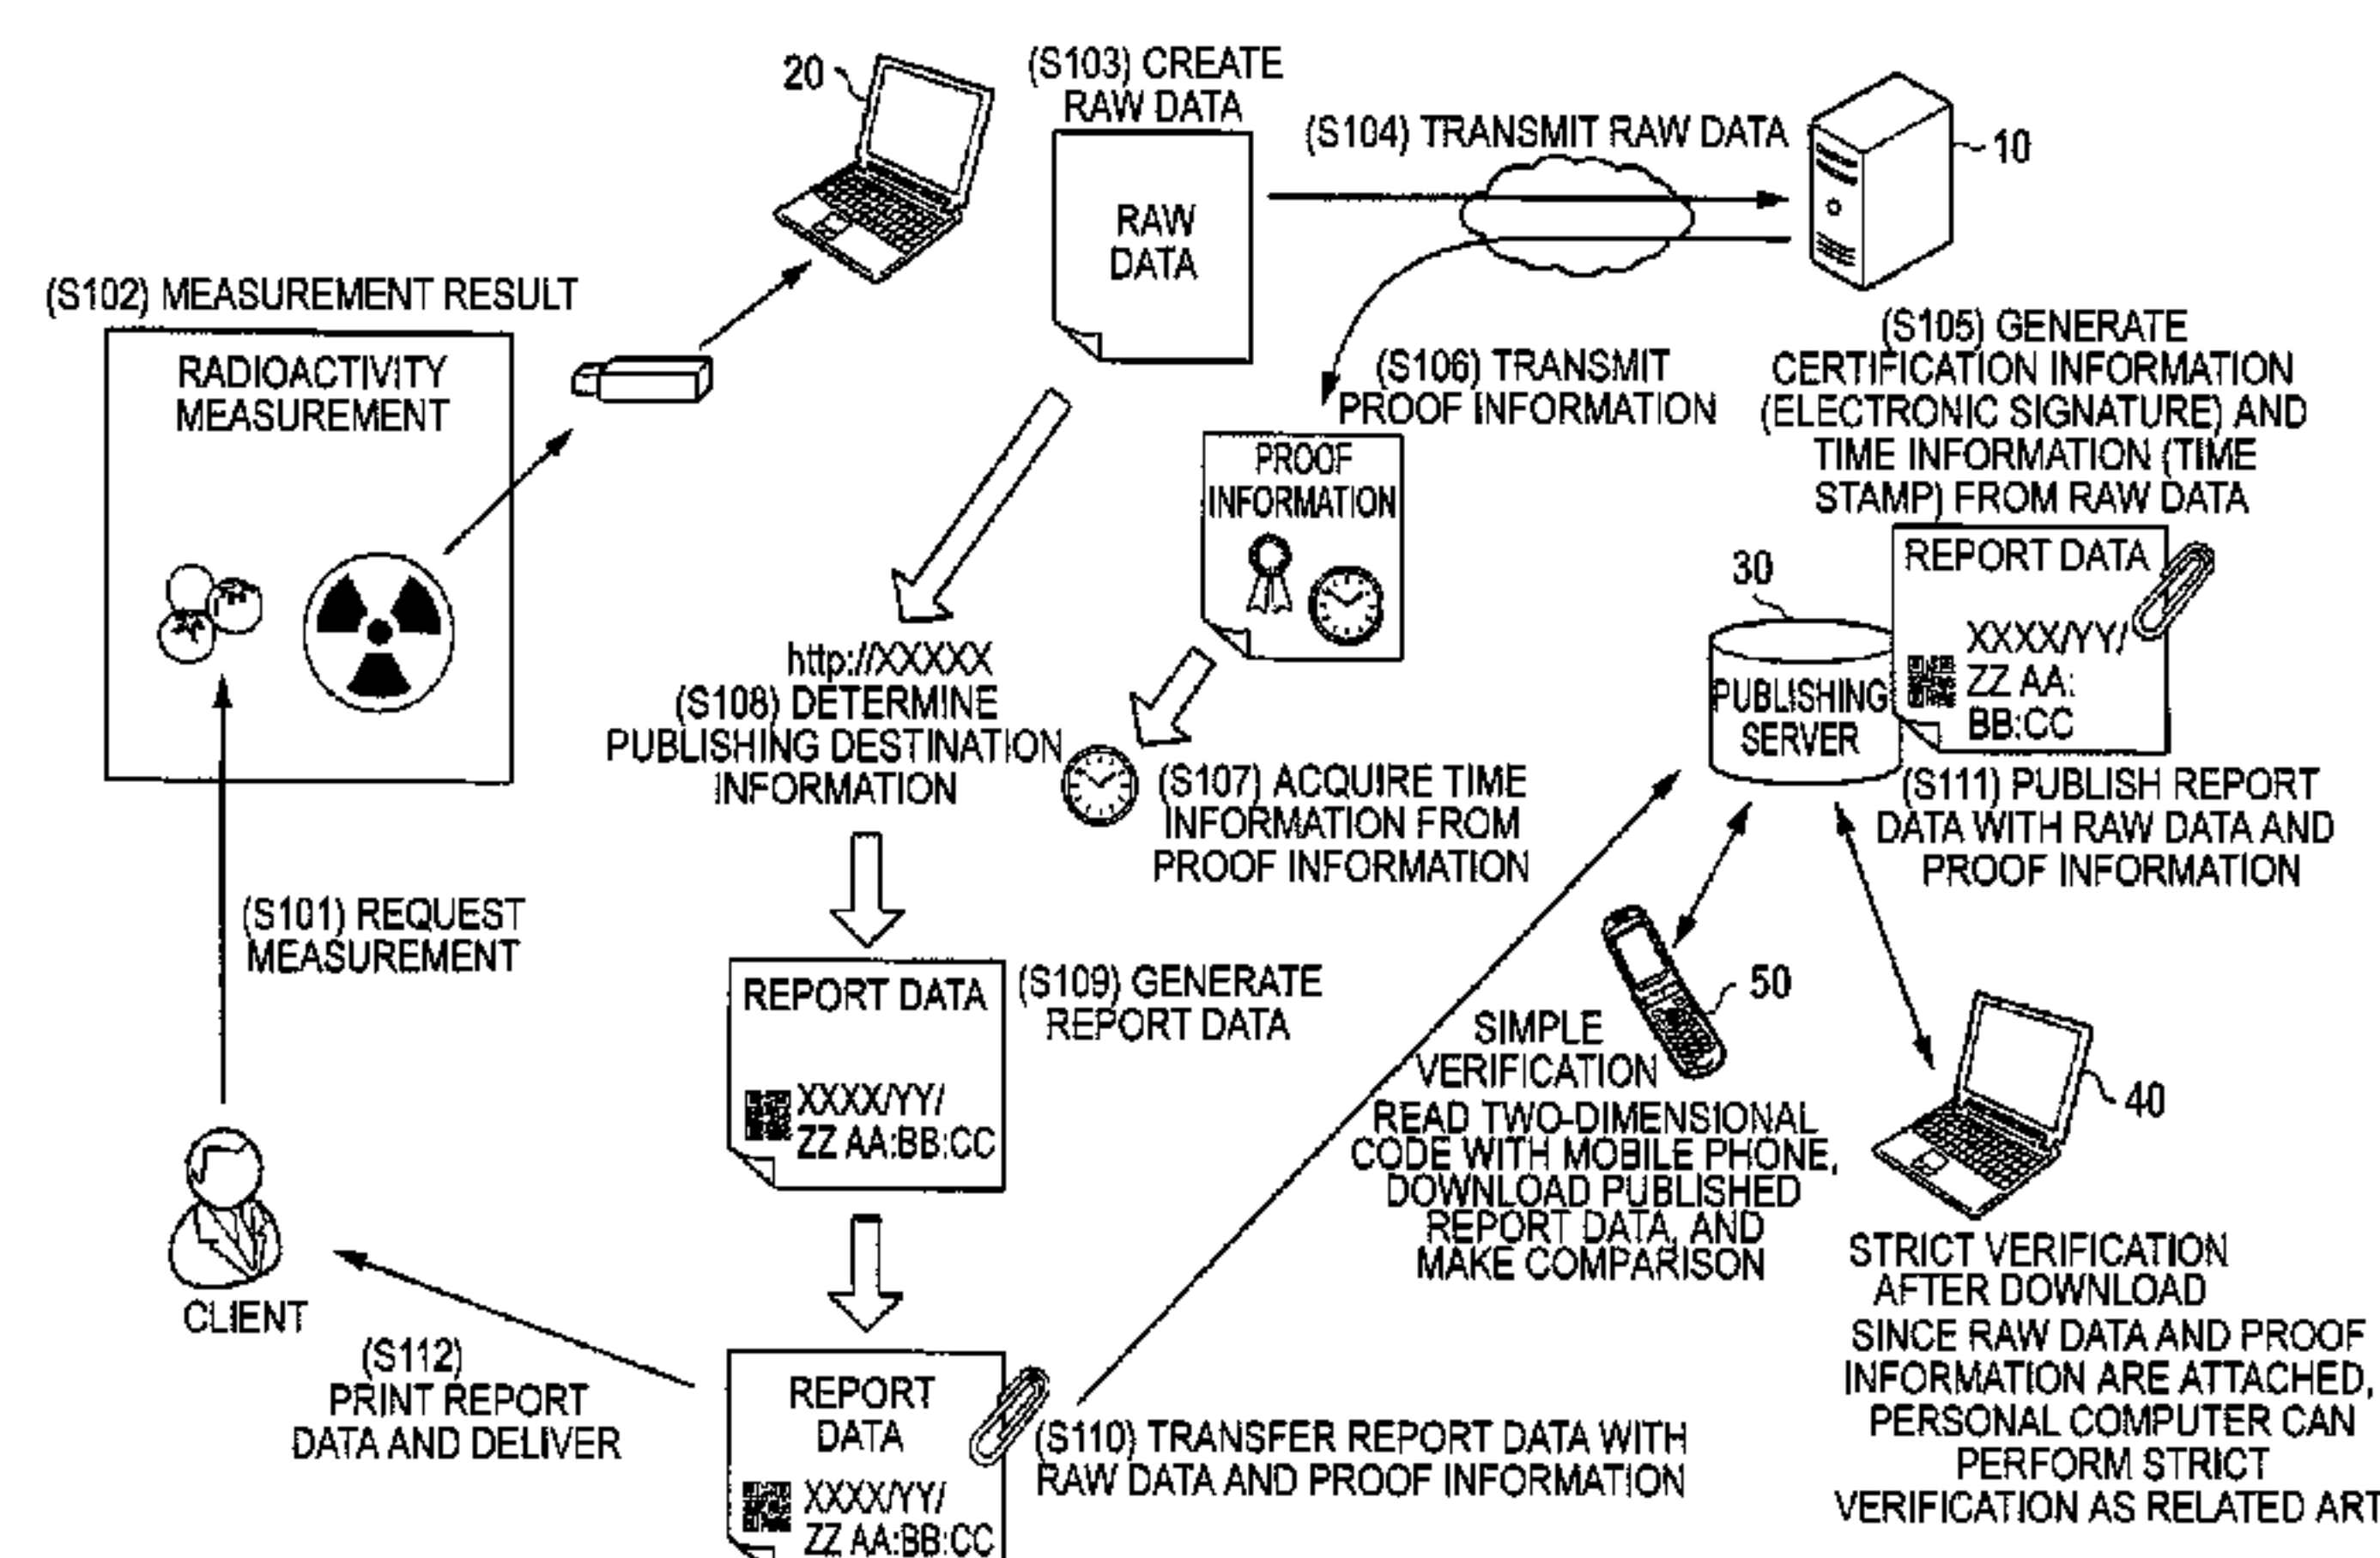 20
(S103) CREATE
RAW DATA
(S104) TRANSMIT RAW DATA
10
RAW
DATA
(S102) MEASUREMENT RESULT
RADIOACTIVITY
MEASUREMENT
(S105) GENERATE
CERTIFICATION INFORMATION
(ELECTRONIC SIGNATURE) AND
TIME INFORMATION (TIME
STAMP) FROM RAW DATA
(S106) TRANSMIT
PROOF INFORMATION
PROOF
INFORMATION
30
REPORT DATA
XXXX/YY/
ZZ AA:
BB:CC
PUBLISHING
SERVER
http://XXXXX
(S108) DETERMINE
PUBLISHING DESTINATION
INFORMATION
(S107) ACQUIRE TIME
INFORMATION FROM
PROOF INFORMATION
(S111) PUBLISH REPORT
DATA WITH RAW DATA AND
PROOF INFORMATION
(S101) REQUEST
MEASUREMENT
REPORT DATA
XXXX/YY/
ZZ AA:BB:CC
(S109) GENERATE
REPORT DATA
50
SIMPLE
VERIFICATION
READ TWO-DIMENSIONAL
CODE WITH MOBILE PHONE,
DOWNLOAD PUBLISHED
REPORT DATA, AND
MAKE COMPARISON
40
STRICT VERIFICATION
AFTER DOWNLOAD
SINCE RAW DATA AND PROOF
INFORMATION ARE ATTACHED,
PERSONAL COMPUTER CAN
PERFORM STRICT
VERIFICATION AS RELATED ART
CLIENT
(S112)
PRINT REPORT
DATA AND DELIVER
REPORT
DATA
XXXX/YY/
ZZ AA:BB:CC
(S110) TRANSFER REPORT DATA WITH
RAW DATA AND PROOF INFORMATION